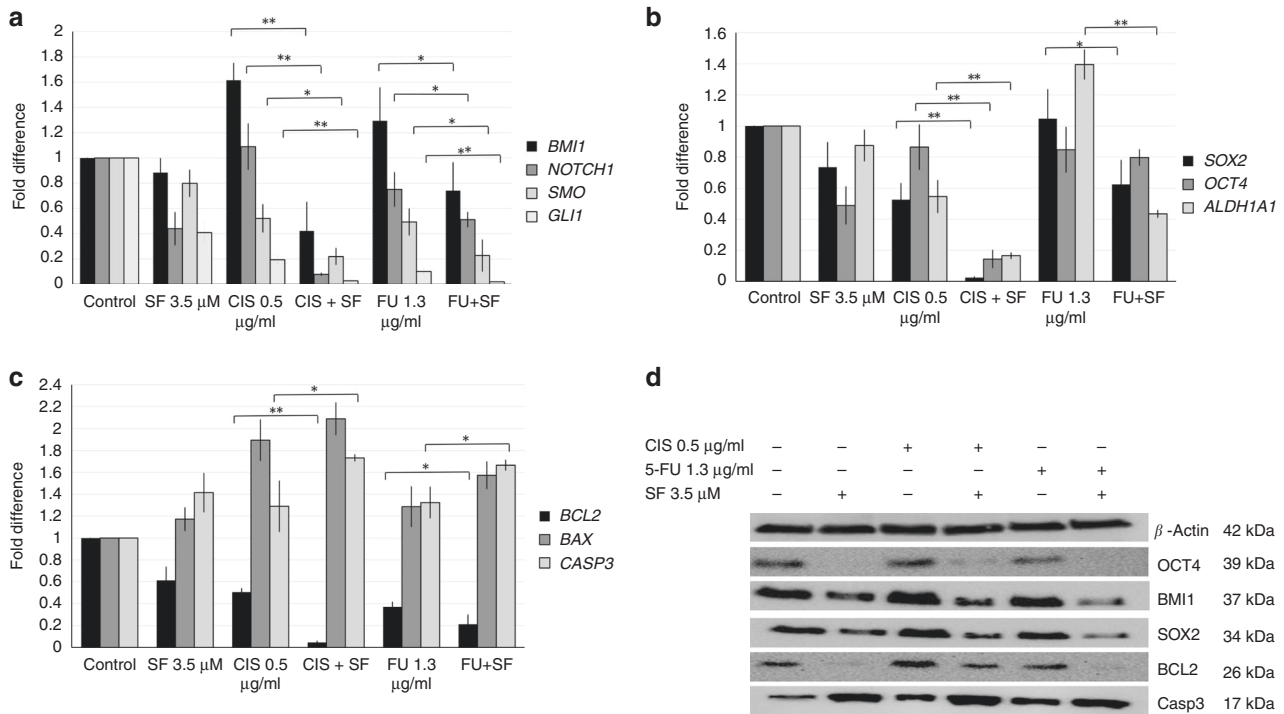 a
Fold difference
2
1.8
1.6
1.4
1.2
1
0.8
0.6
0.4
0.2
0
** ** * ** * * * **
Control SF 3.5 μM CIS 0.5 μg/ml CIS + SF FU 1.3 μg/ml FU+SF
BMI1
NOTCH1
SMO
GLI1
b
Fold difference
1.6
1.4
1.2
1
0.8
0.6
0.4
0.2
0
** ** ** * **
Control SF 3.5 μM CIS 0.5 μg/ml CIS + SF FU 1.3 μg/ml FU+SF
SOX2
OCT4
ALDH1A1
c
Fold difference
2.4
2.2
2
1.8
1.6
1.4
1.2
1
0.8
0.6
0.4
0.2
0
** * * *
Control SF 3.5 μM CIS 0.5 μg/ml CIS + SF FU 1.3 μg/ml FU+SF
BCL2
BAX
CASP3
d
CIS 0.5 μg/ml – – + + – –
5-FU 1.3 μg/ml – – – – + +
SF 3.5 μM – + – + – +
β-Actin 42 kDa
OCT4 39 kDa
BMI1 37 kDa
SOX2 34 kDa
BCL2 26 kDa
Casp3 17 kDa